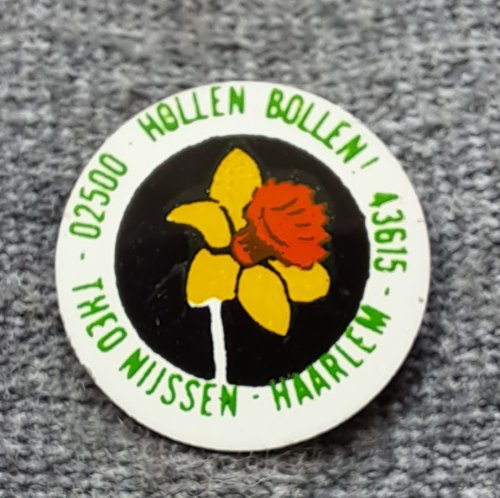 HOLLEN BOLLEN!
02500 43615
THEO NIJSSEN - HAARLEM